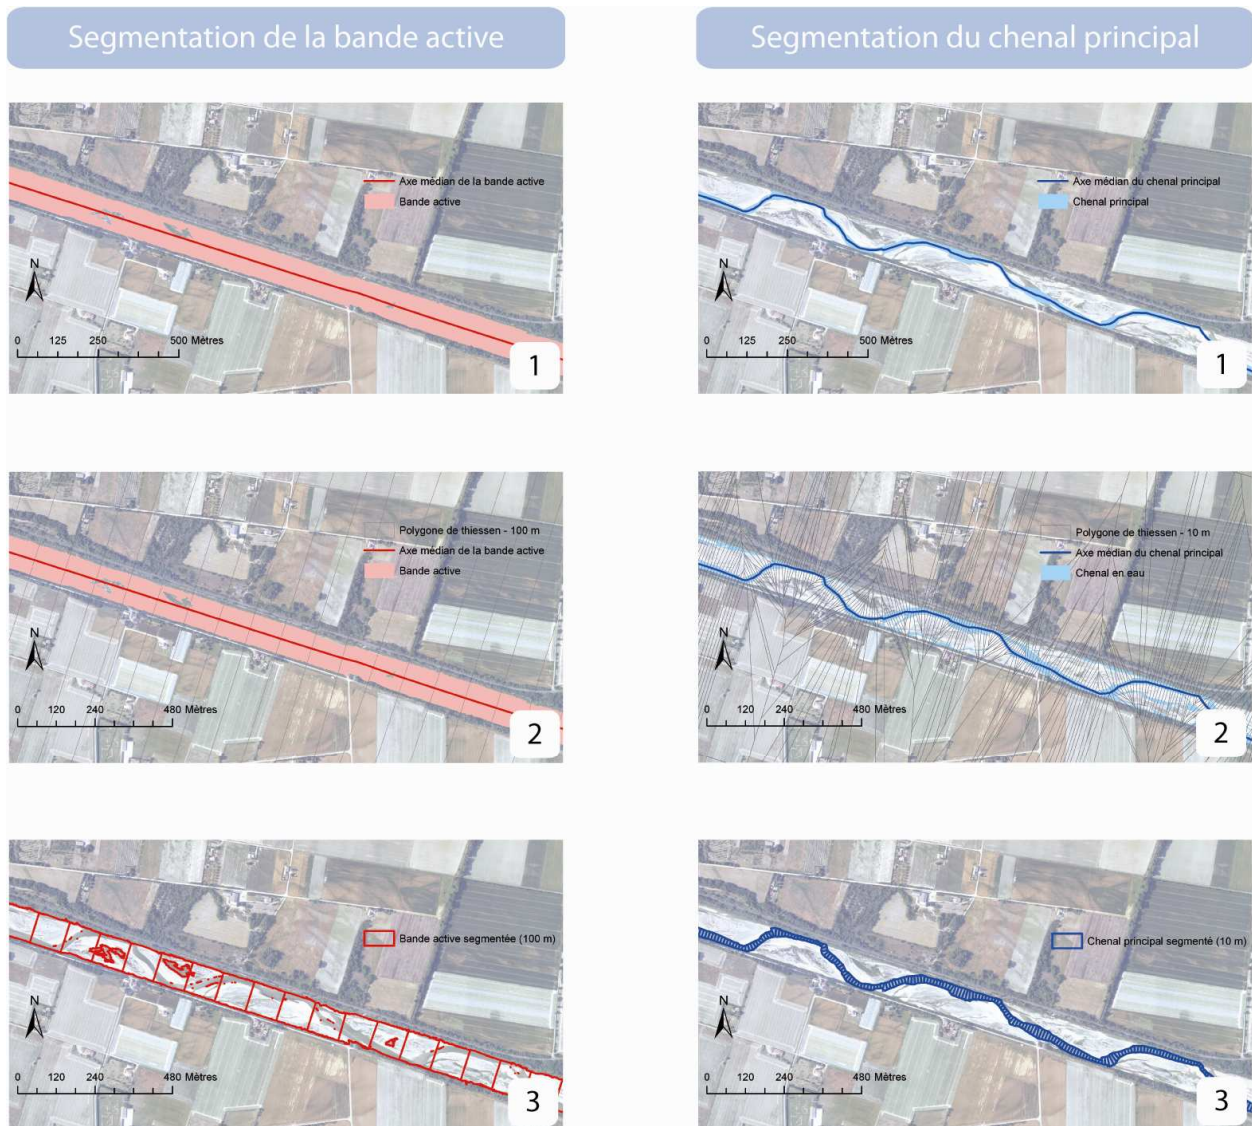 Segmentation de la bande active
Segmentation du chenal principal
Axe médian de la bande active
Bande active
N
0 125 250 500 Mètres
1
Axe médian du chenal principal
Chenal principal
N
0 125 250 500 Mètres
1
Polygone de thiessen - 100 m
Axe médian de la bande active
Bande active
N
0 120 240 480 Mètres
2
Polygone de thiessen - 10 m
Axe médian du chenal principal
Chenal en eau
N
0 120 240 480 Mètres
2
Bande active segmentée (100 m)
N
0 120 240 480 Mètres
3
Chenal principal segmenté (10 m)
N
0 120 240 480 Mètres
3